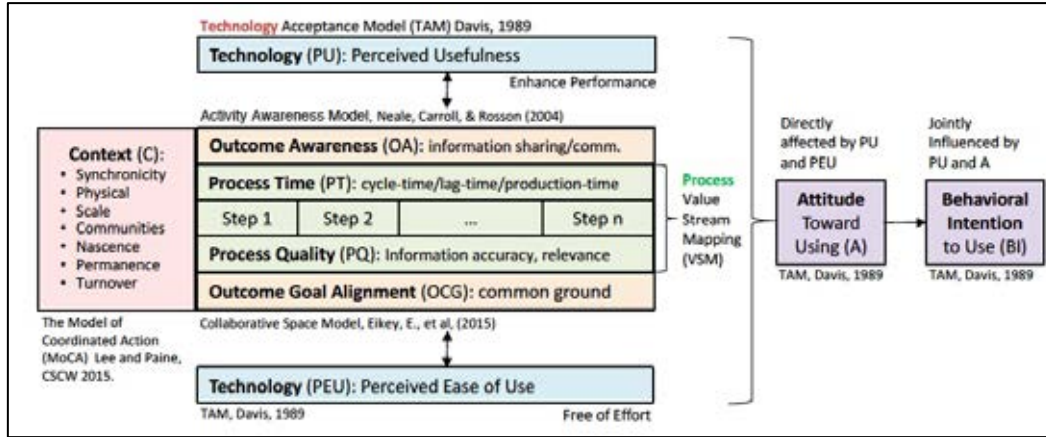 Technology Acceptance Model (TAM) Davis, 1989
Technology (PU): Perceived Usefulness
Enhance Performance
Activity Awareness Model, Neale, Carroll, & Rosson (2004)
Context (C):
• Synchronicity
• Physical
• Scale
• Communities
• Nascence
• Permanence
• Turnover
The Model of
Coordinated Action
(MoCA) Lee and Paine,
CSCW 2015.
Outcome Awareness (OA): information sharing/comm.
Process Time (PT): cycle-time/lag-time/production-time
Step 1 Step 2 ... Step n
Process Quality (PQ): Information accuracy, relevance
Outcome Goal Alignment (OCG): common ground
Collaborative Space Model, Eikey, E., et al, (2015)
Technology (PEU): Perceived Ease of Use
TAM, Davis, 1989
Free of Effort
Process
Value
Stream
Mapping
(VSM)
Directly
affected by PU
and PEU
Attitude
Toward
Using (A)
TAM, Davis, 1989
Jointly
Influenced by
PU and A
Behavioral
Intention
to Use (BI)
TAM, Davis, 1989